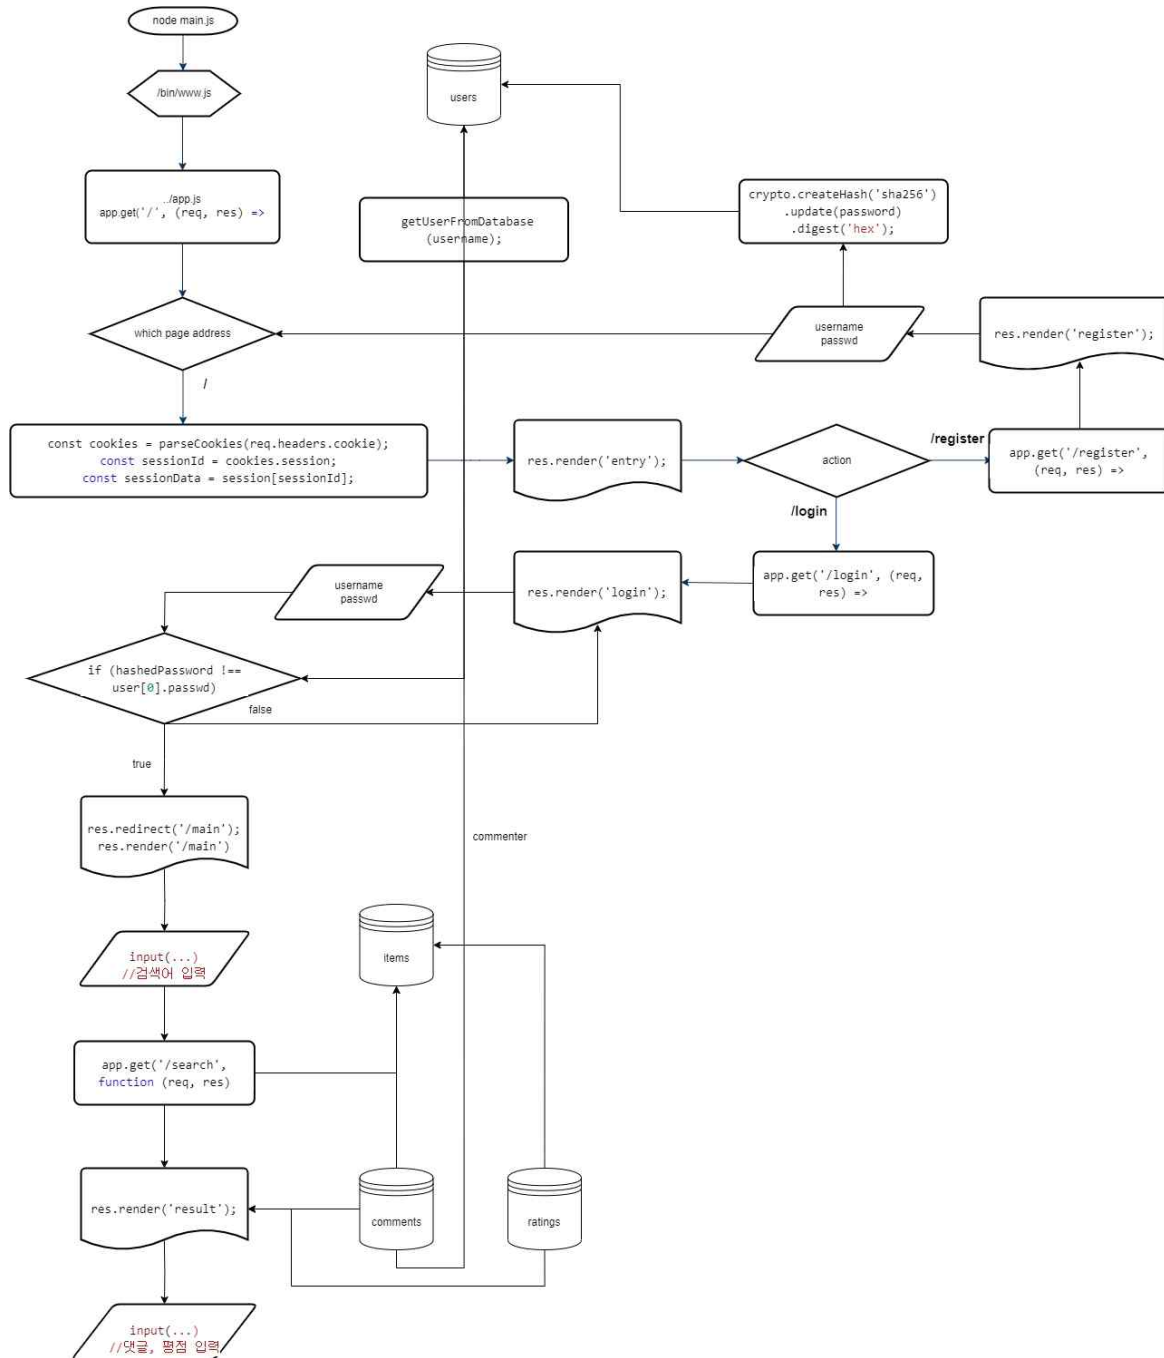 node main.js
/bin/www.js
users
../app.js
app.get('/', (req, res) =>
getUserFromDatabase
(username);
crypto.createHash('sha256')
.update(password)
.digest('hex');
which page address
username
passwd
res.render('register');
/
const cookies = parseCookies(req.headers.cookie);
const sessionId = cookies.session;
const sessionData = session[sessionId];
res.render('entry');
action
/register
app.get('/register',
(req, res) =>
/login
username
passwd
res.render('login');
app.get('/login', (req,
res) =>
if (hashedPassword !==
user[0].passwd)
false
true
res.redirect('/main');
res.render('/main')
commenter
input(...)
//검색어 입력
items
app.get('/search',
function (req, res)
res.render('result');
comments
ratings
input(...)
//댓글, 평점 입력